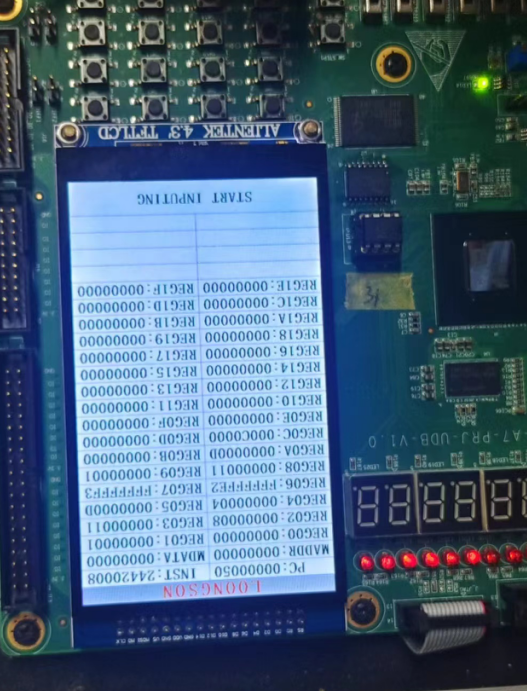 LOONGSON
PC:00000050 INST:24420008
MADDR:00000000 MDATA:00000000
REG00:00000000 REG01:00000001
REG02:00000008 REG03:00000011
REG04:00000004 REG05:0000000D
REG06:FFFFFFE2 REG07:FFFFFFF3
REG08:00000011 REG09:00000001
REG0A:0000000D REG0B:00000000
REG0C:000C0000 REG0D:00000000
REG0E:00000000 REG0F:00000000
REG10:00000000 REG11:00000000
REG12:00000000 REG13:00000000
REG14:00000000 REG15:00000000
REG16:00000000 REG17:00000000
REG18:00000000 REG19:00000000
REG1A:00000000 REG1B:00000000
REG1C:00000000 REG1D:00000000
REG1E:00000000 REG1F:00000000
START INPUTING
ALIENTEK 4.3' TFTLCD
31
-A7-PRJ-UDB-V1.0